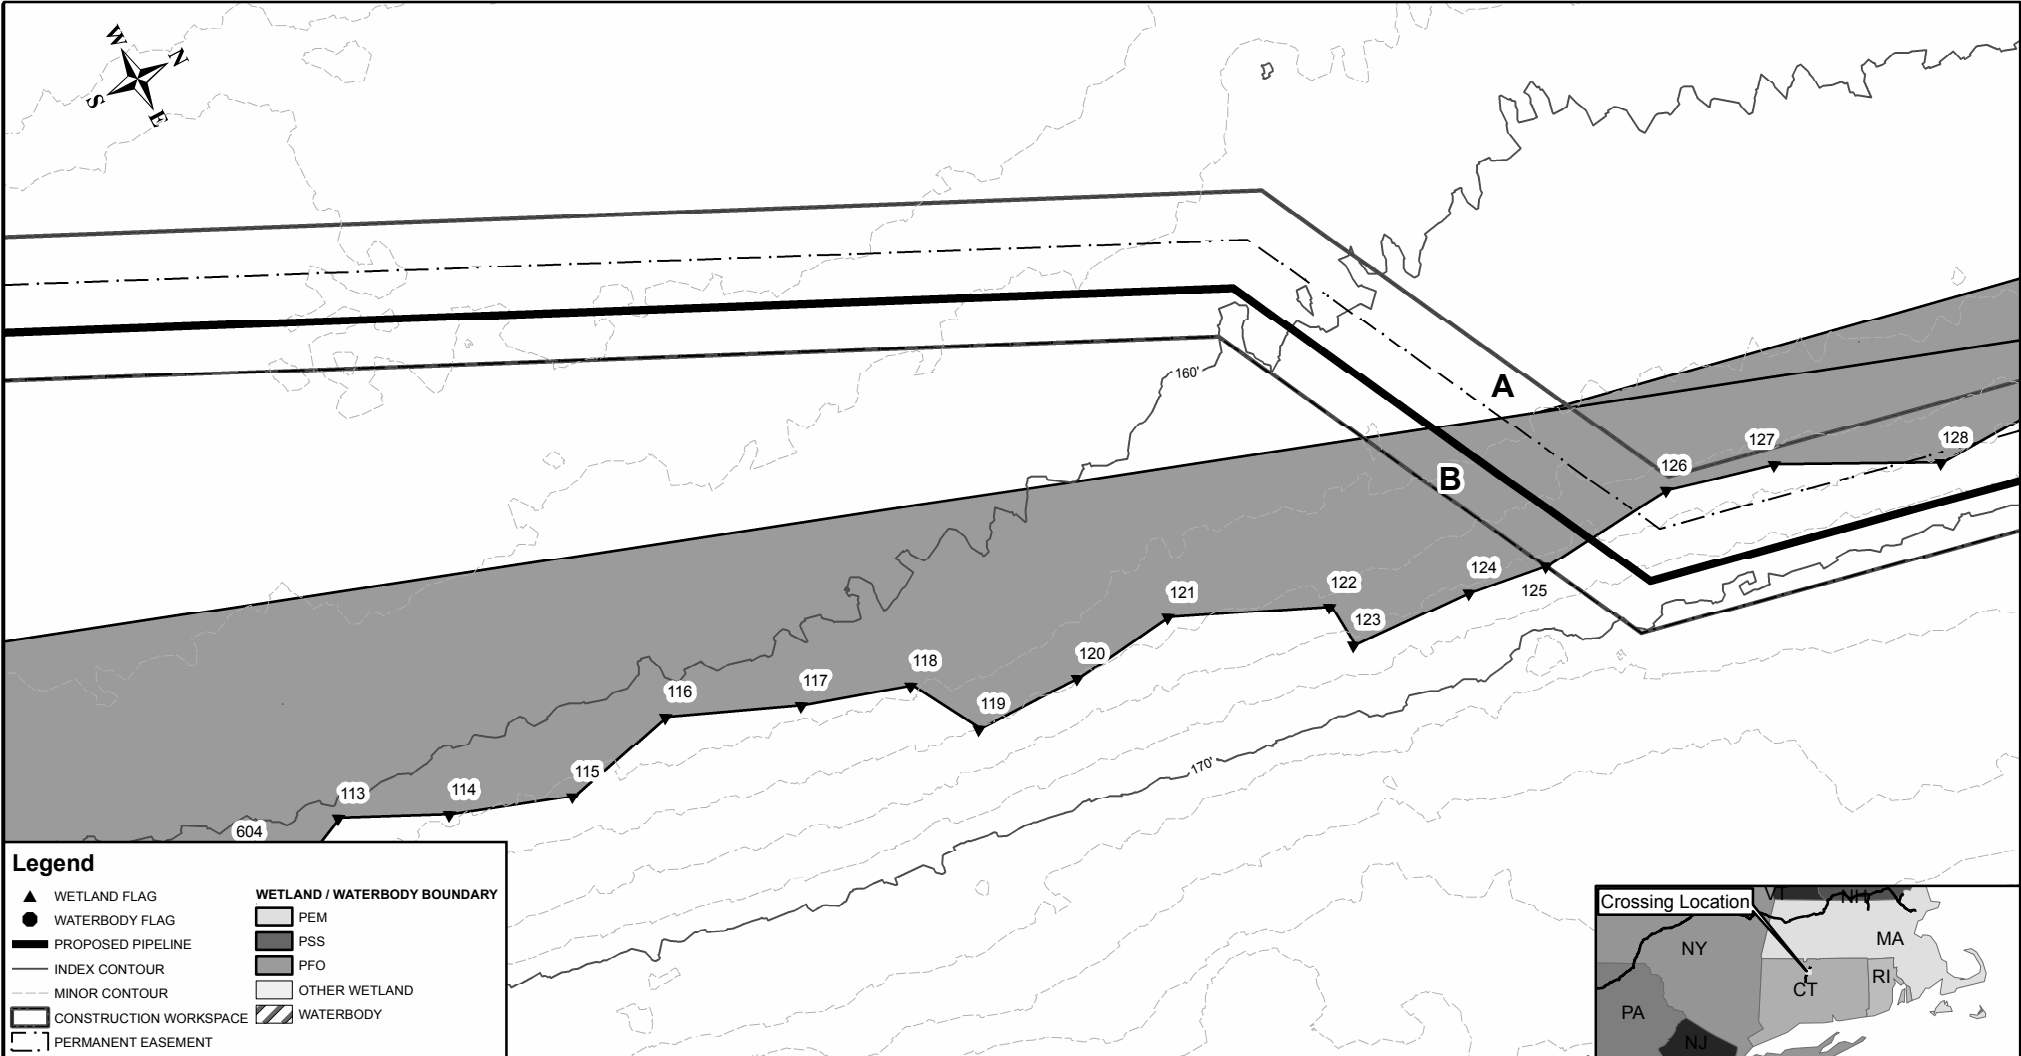 W
N
S
E
160'
A
B
127
128
126
124
125
122
121
123
120
118
119
117
116
170'
115
114
113
604
Legend
WETLAND FLAG
WATERBODY FLAG
PROPOSED PIPELINE
INDEX CONTOUR
MINOR CONTOUR
CONSTRUCTION WORKSPACE
PERMANENT EASEMENT
WETLAND / WATERBODY BOUNDARY
PEM
PSS
PFO
OTHER WETLAND
WATERBODY
Crossing Location
VT
NH
NY
MA
CT
RI
PA
NJ